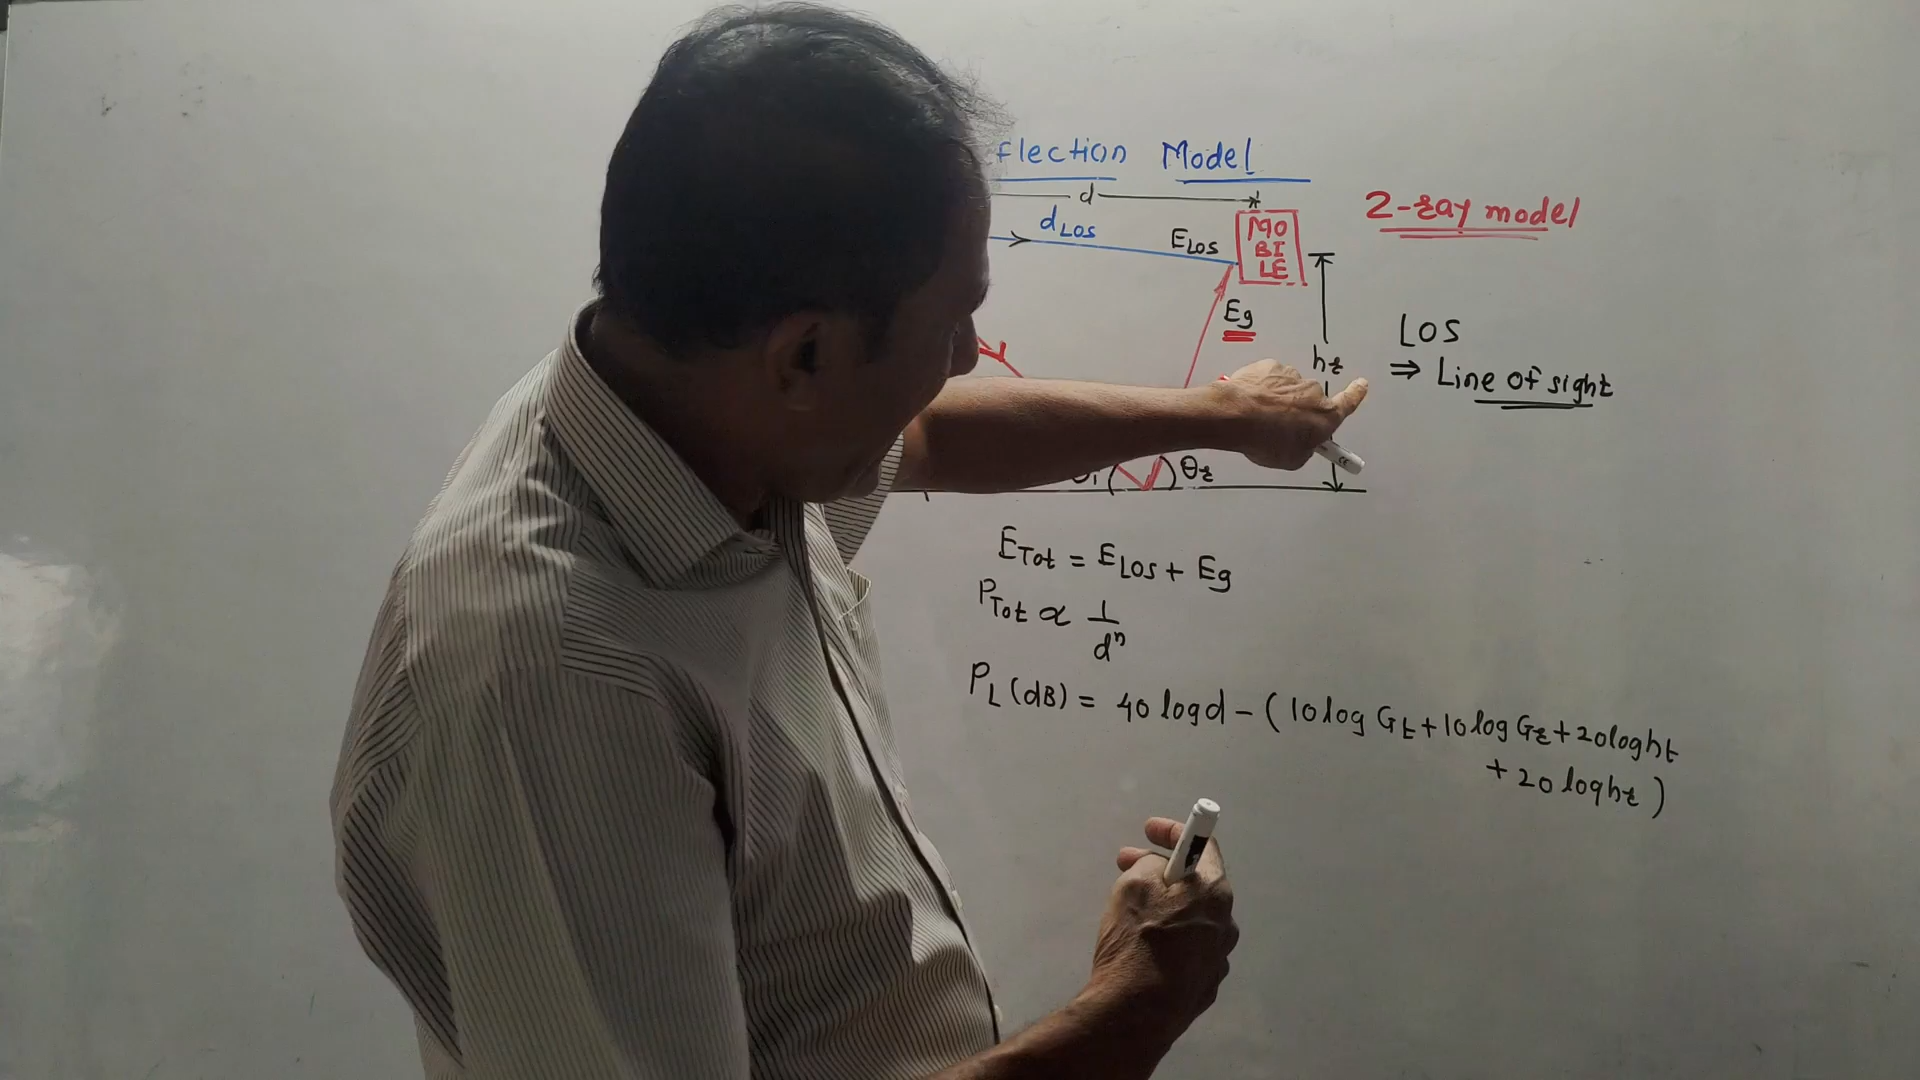 flection Model
d
2-ray model
dLOS
ELOS
MO
BI
LE
Eg
LOS
hr
⇒ Line of sight
θi
θr
ETot = ELOS + Eg
PTot ∝ 1/dⁿ
PL (dB) = 40 log d - (10 log Gt + 10 log Gr + 20 log ht
+ 20 log hr)